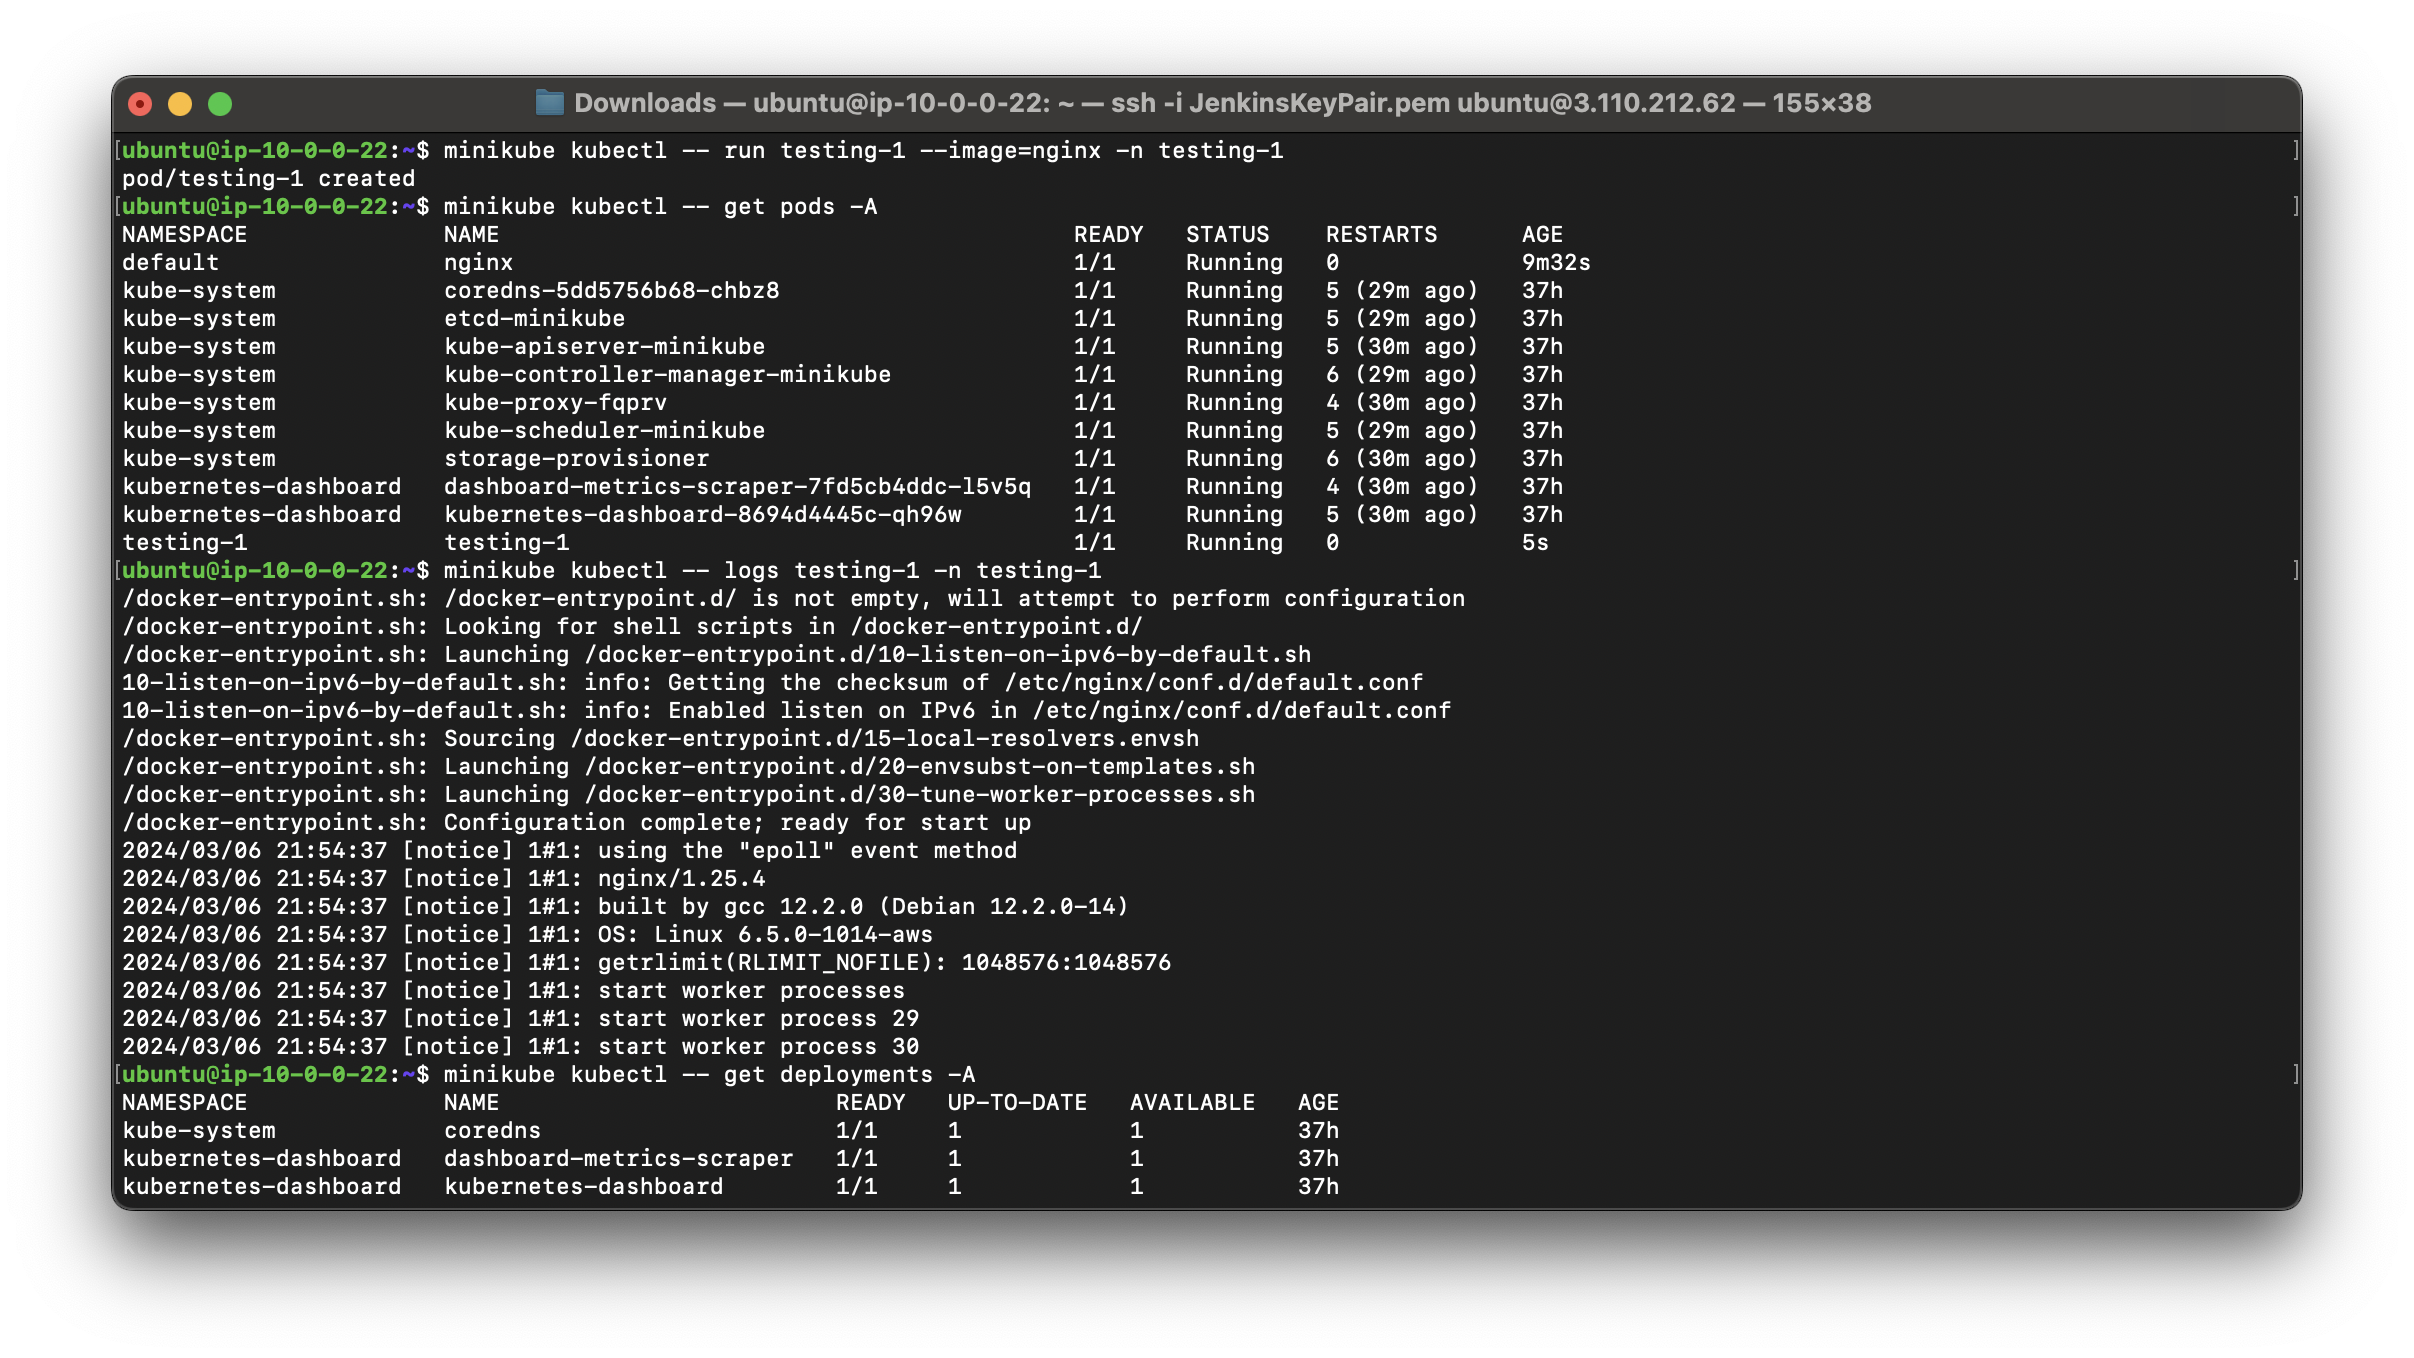 Downloads — ubuntu@ip-10-0-0-22: ~ — ssh -i JenkinsKeyPair.pem ubuntu@3.110.212.62 — 155×38
[ubuntu@ip-10-0-0-22:~$ minikube kubectl -- run testing-1 --image=nginx -n testing-1 ]
pod/testing-1 created
[ubuntu@ip-10-0-0-22:~$ minikube kubectl -- get pods -A ]
NAMESPACE NAME READY STATUS RESTARTS AGE
default nginx 1/1 Running 0 9m32s
kube-system coredns-5dd5756b68-chbz8 1/1 Running 5 (29m ago) 37h
kube-system etcd-minikube 1/1 Running 5 (29m ago) 37h
kube-system kube-apiserver-minikube 1/1 Running 5 (30m ago) 37h
kube-system kube-controller-manager-minikube 1/1 Running 6 (29m ago) 37h
kube-system kube-proxy-fqprv 1/1 Running 4 (30m ago) 37h
kube-system kube-scheduler-minikube 1/1 Running 5 (29m ago) 37h
kube-system storage-provisioner 1/1 Running 6 (30m ago) 37h
kubernetes-dashboard dashboard-metrics-scraper-7fd5cb4ddc-l5v5q 1/1 Running 4 (30m ago) 37h
kubernetes-dashboard kubernetes-dashboard-8694d4445c-qh96w 1/1 Running 5 (30m ago) 37h
testing-1 testing-1 1/1 Running 0 5s
[ubuntu@ip-10-0-0-22:~$ minikube kubectl -- logs testing-1 -n testing-1 ]
/docker-entrypoint.sh: /docker-entrypoint.d/ is not empty, will attempt to perform configuration
/docker-entrypoint.sh: Looking for shell scripts in /docker-entrypoint.d/
/docker-entrypoint.sh: Launching /docker-entrypoint.d/10-listen-on-ipv6-by-default.sh
10-listen-on-ipv6-by-default.sh: info: Getting the checksum of /etc/nginx/conf.d/default.conf
10-listen-on-ipv6-by-default.sh: info: Enabled listen on IPv6 in /etc/nginx/conf.d/default.conf
/docker-entrypoint.sh: Sourcing /docker-entrypoint.d/15-local-resolvers.envsh
/docker-entrypoint.sh: Launching /docker-entrypoint.d/20-envsubst-on-templates.sh
/docker-entrypoint.sh: Launching /docker-entrypoint.d/30-tune-worker-processes.sh
/docker-entrypoint.sh: Configuration complete; ready for start up
2024/03/06 21:54:37 [notice] 1#1: using the "epoll" event method
2024/03/06 21:54:37 [notice] 1#1: nginx/1.25.4
2024/03/06 21:54:37 [notice] 1#1: built by gcc 12.2.0 (Debian 12.2.0-14)
2024/03/06 21:54:37 [notice] 1#1: OS: Linux 6.5.0-1014-aws
2024/03/06 21:54:37 [notice] 1#1: getrlimit(RLIMIT_NOFILE): 1048576:1048576
2024/03/06 21:54:37 [notice] 1#1: start worker processes
2024/03/06 21:54:37 [notice] 1#1: start worker process 29
2024/03/06 21:54:37 [notice] 1#1: start worker process 30
[ubuntu@ip-10-0-0-22:~$ minikube kubectl -- get deployments -A ]
NAMESPACE NAME READY UP-TO-DATE AVAILABLE AGE
kube-system coredns 1/1 1 1 37h
kubernetes-dashboard dashboard-metrics-scraper 1/1 1 1 37h
kubernetes-dashboard kubernetes-dashboard 1/1 1 1 37h